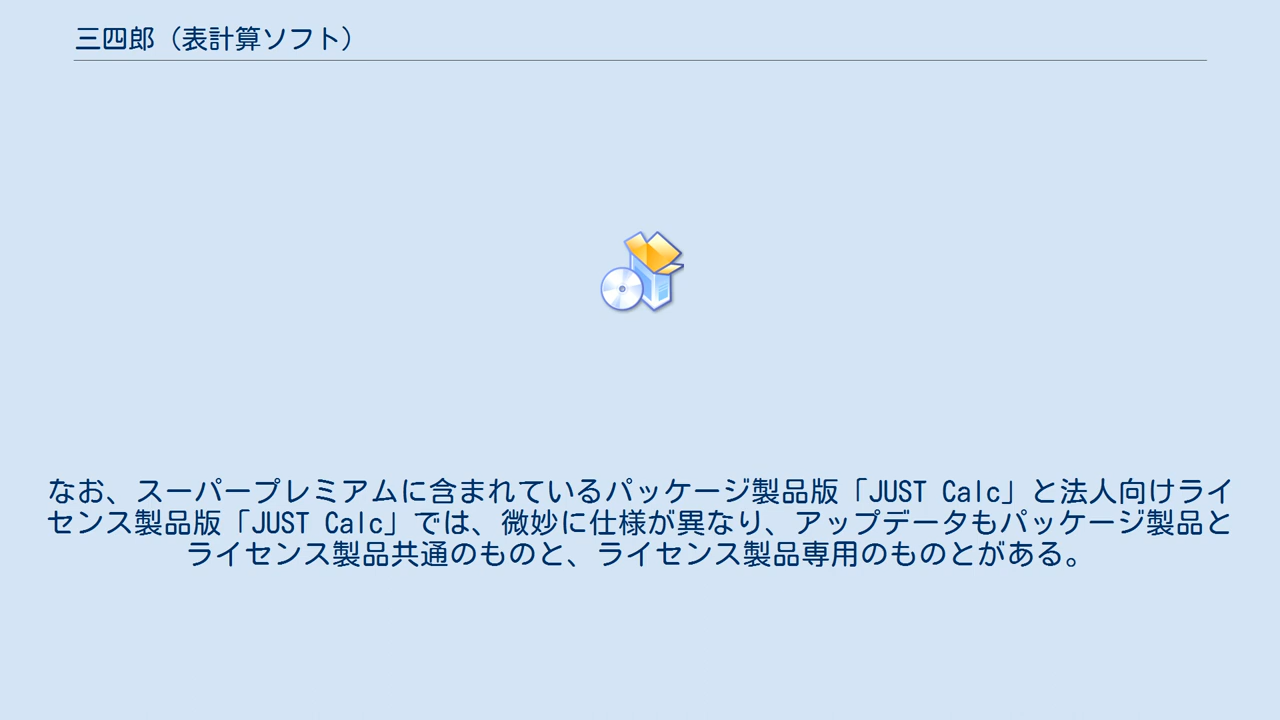 三四郎（表計算ソフト）
なお、スーパープレミアムに含まれているパッケージ製品版「JUST Calc」と法人向けライ
センス製品版「JUST Calc」では、微妙に仕様が異なり、アップデータもパッケージ製品と
ライセンス製品共通のものと、ライセンス製品専用のものとがある。